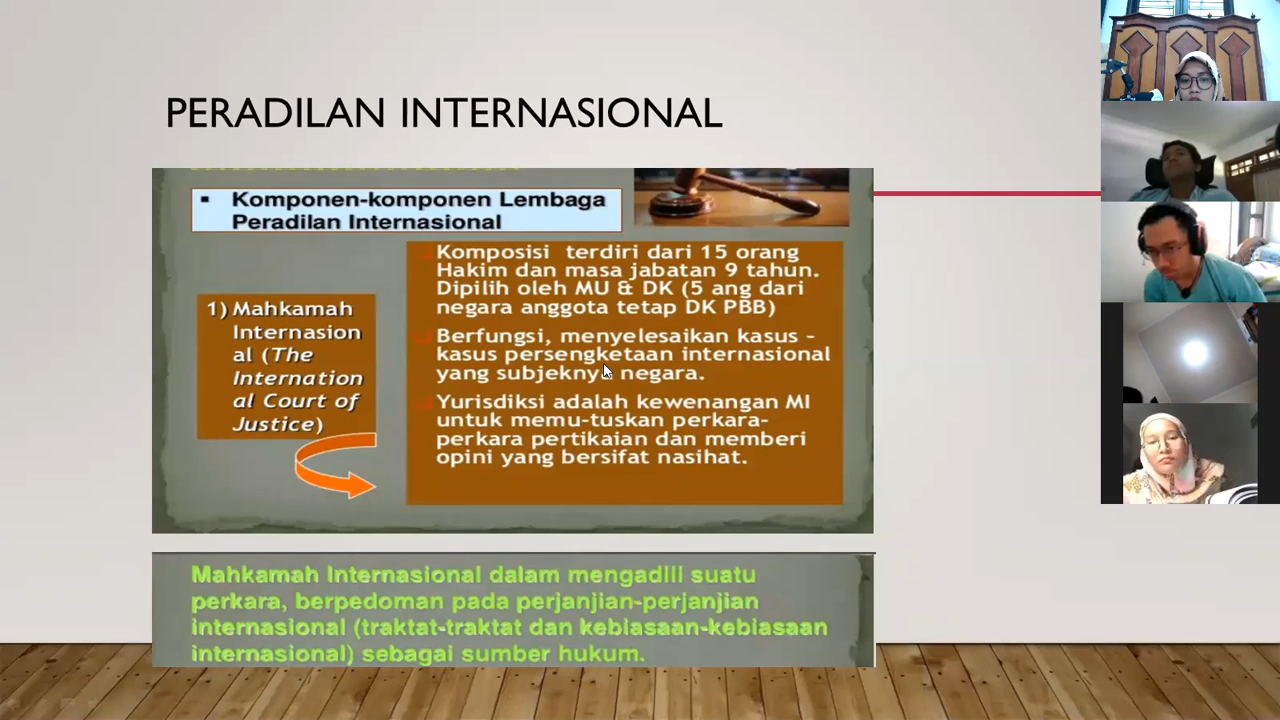 PERADILAN INTERNASIONAL
▪ Komponen-komponen Lembaga
Peradilan Internasional
1) Mahkamah
Internasion
al (The
Internation
al Court of
Justice)
Komposisi terdiri dari 15 orang
Hakim dan masa jabatan 9 tahun.
Dipilih oleh MU & DK (5 ang dari
negara anggota tetap DK PBB)
Berfungsi, menyelesaikan kasus –
kasus persengketaan internasional
yang subjeknya negara.
Yurisdiksi adalah kewenangan MI
untuk memu-tuskan perkara-
perkara pertikaian dan memberi
opini yang bersifat nasihat.
Mahkamah Internasional dalam mengadili suatu
perkara, berpedoman pada perjanjian-perjanjian
internasional (traktat-traktat dan kebiasaan-kebiasaan
internasional) sebagai sumber hukum.